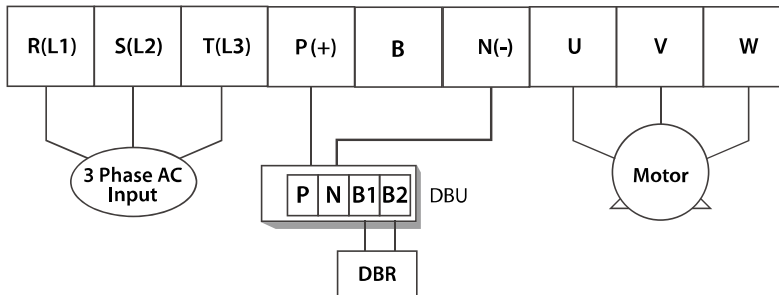 R(L1) S(L2) T(L3) P(+) B N(-) U V W
3 Phase AC
Input
Motor
P N B1 B2 DBU
DBR